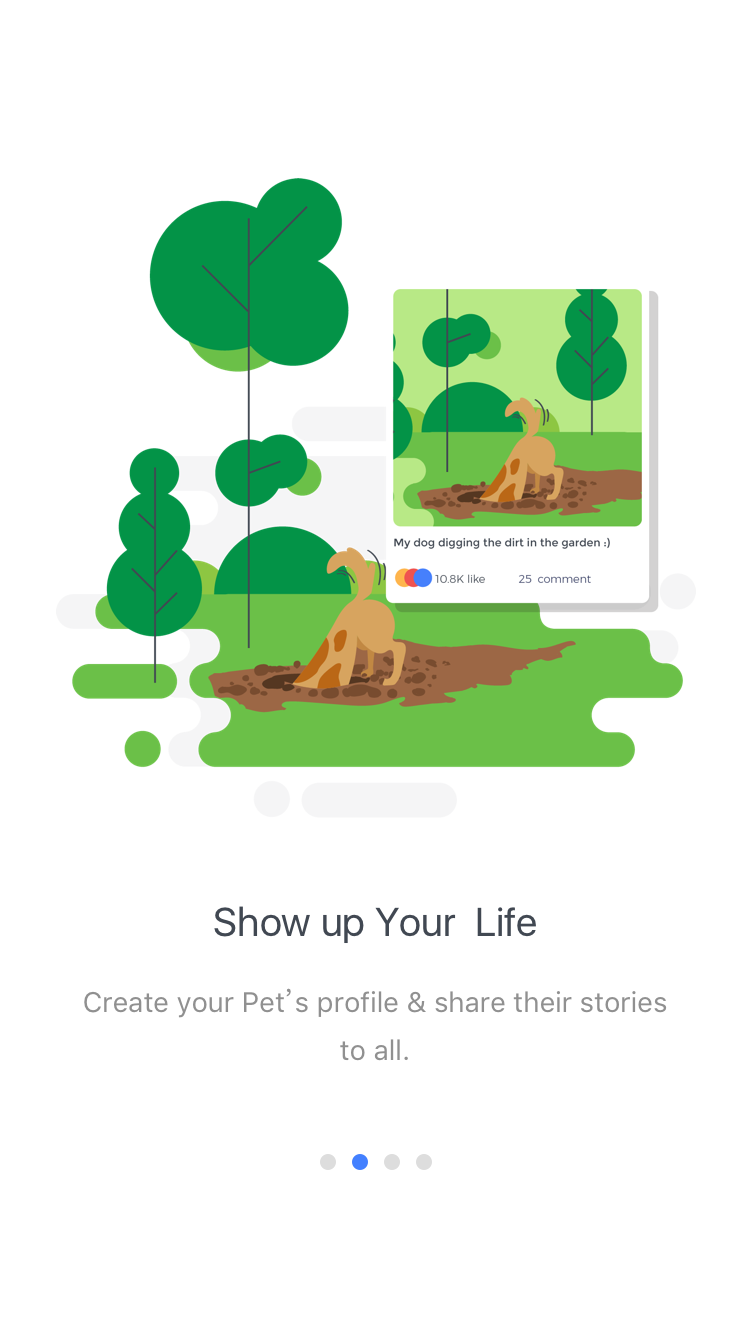 My dog digging the dirt in the garden :)
10.8K like 25 comment
Show up Your Life
Create your Pet’s profile & share their stories
to all.